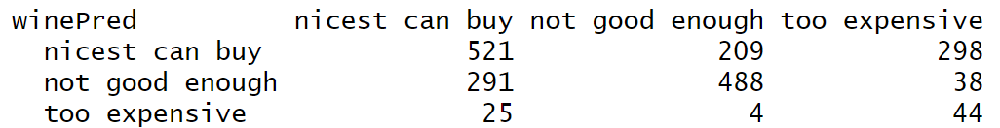 winePred nicest can buy not good enough too expensive
nicest can buy 521 209 298
not good enough 291 488 38
too expensive 25 4 44